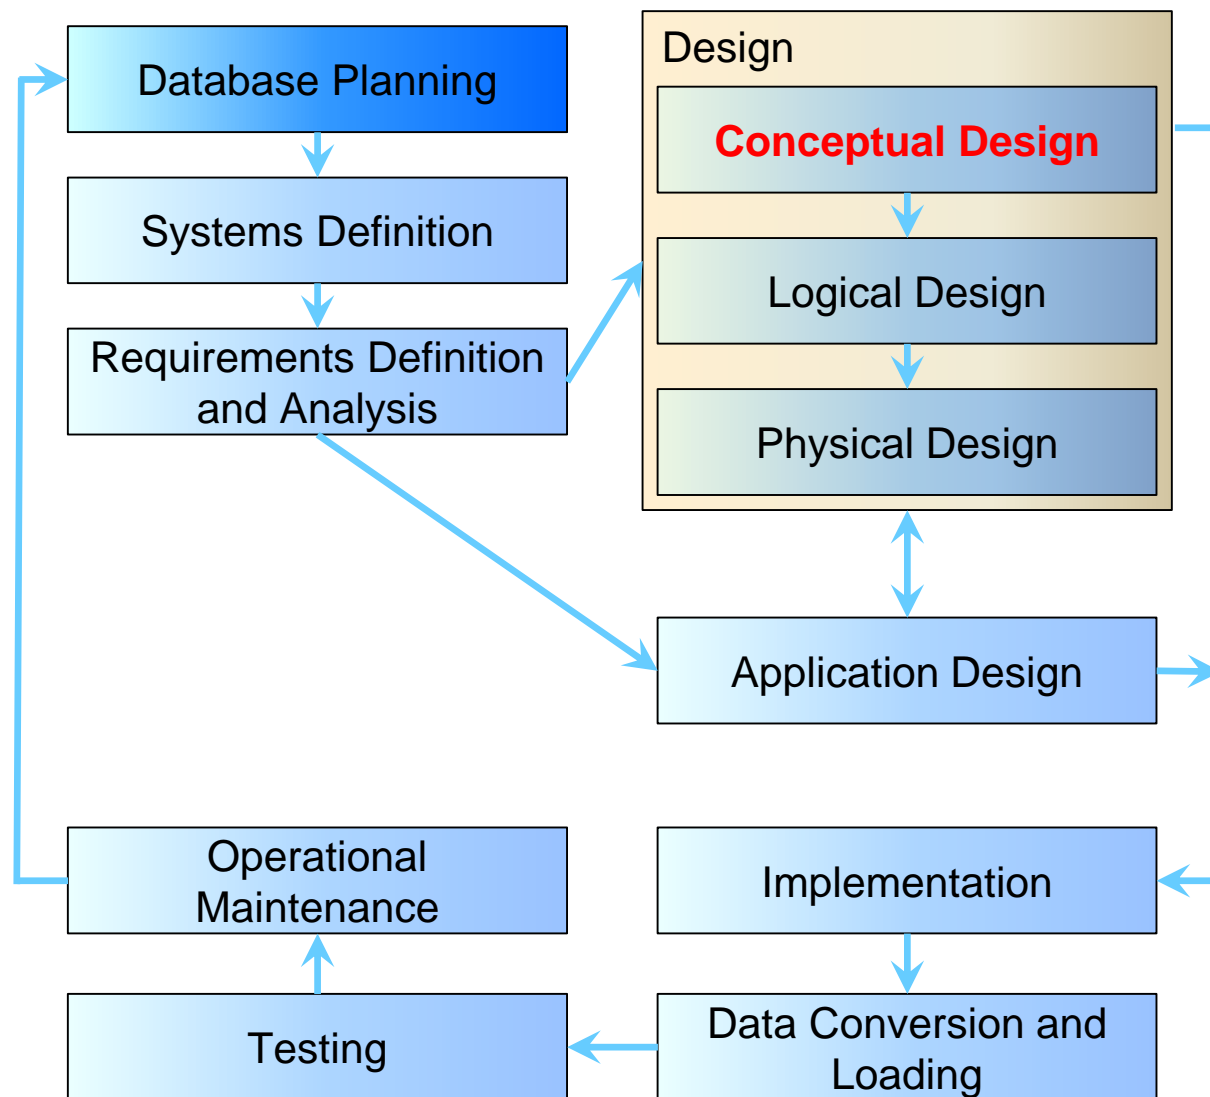 Database Planning
Systems Definition
Requirements Definition
and Analysis
Design
Conceptual Design
Logical Design
Physical Design
Application Design
Operational
Maintenance
Implementation
Testing
Data Conversion and
Loading